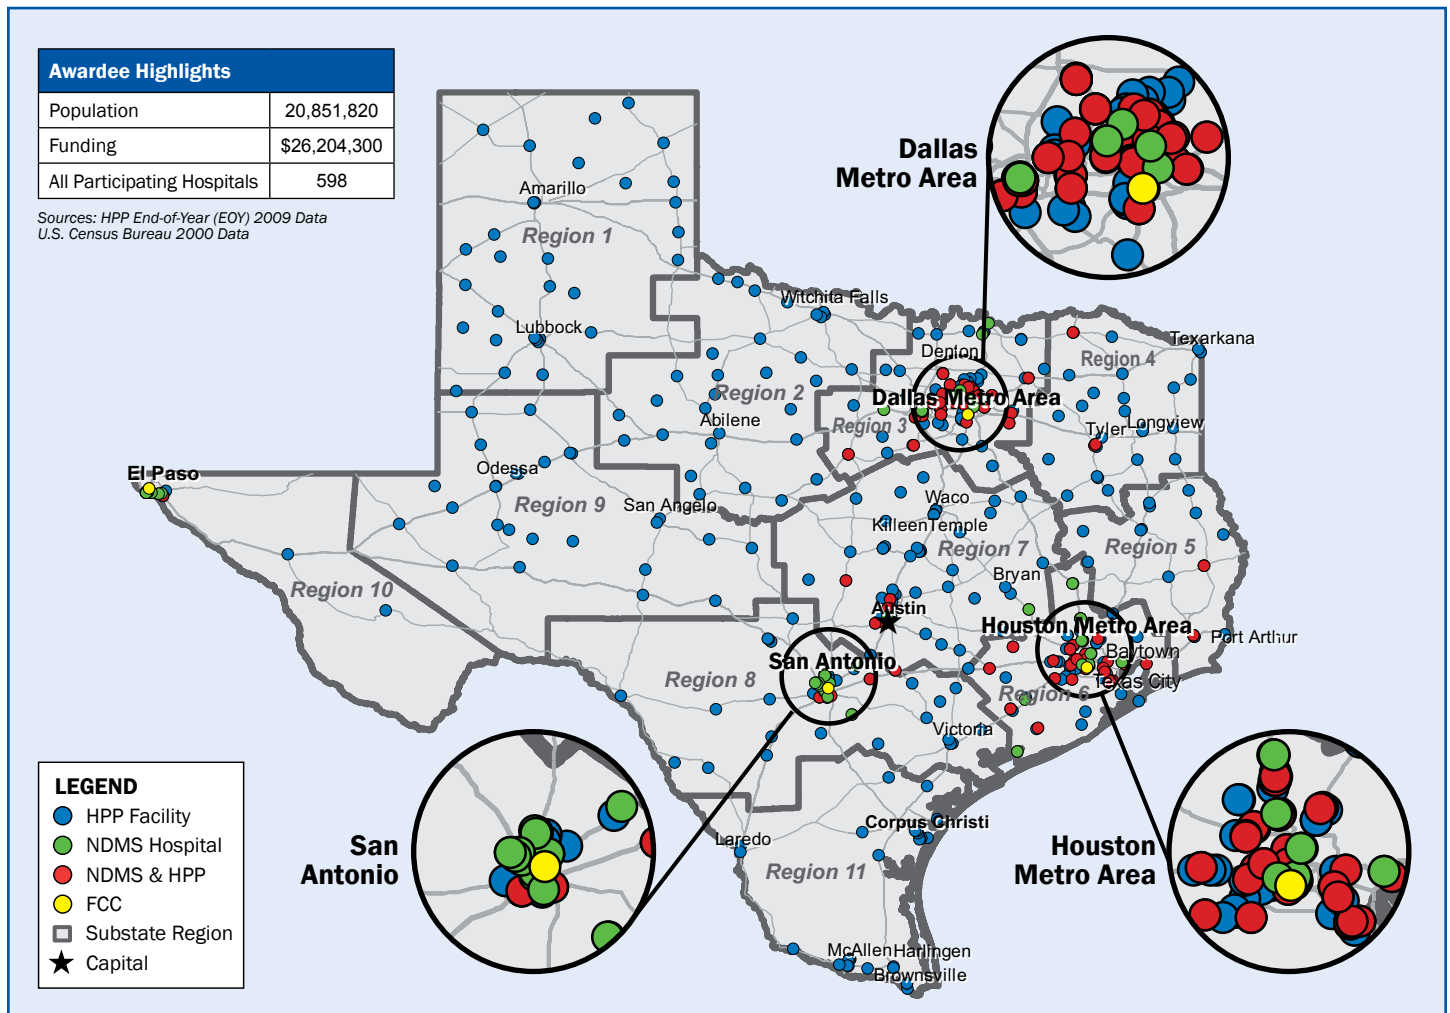 Awardee Highlights
Population 20,851,820
Funding $26,204,300
All Participating Hospitals 598
Sources: HPP End-of-Year (EOY) 2009 Data
U.S. Census Bureau 2000 Data
Dallas
Metro Area
Amarillo
Region 1
Witchita Falls
Lubbock
Texarkana
Denton
Region 4
Region 2
Dallas Metro Area
Abilene
Region 3
Tyler
Longview
El Paso
Odessa
Region 9
San Angelo
Waco
Killeen
Temple
Region 7
Region 5
Bryan
Region 10
Austin
Houston Metro Area
Port Arthur
Baytown
San Antonio
Region 8
Texas City
Region 6
Victoria
LEGEND
HPP Facility
NDMS Hospital
NDMS & HPP
FCC
Substate Region
Capital
San
Antonio
Laredo
Corpus Christi
Region 11
Houston
Metro Area
McAllen
Harlingen
Brownsville